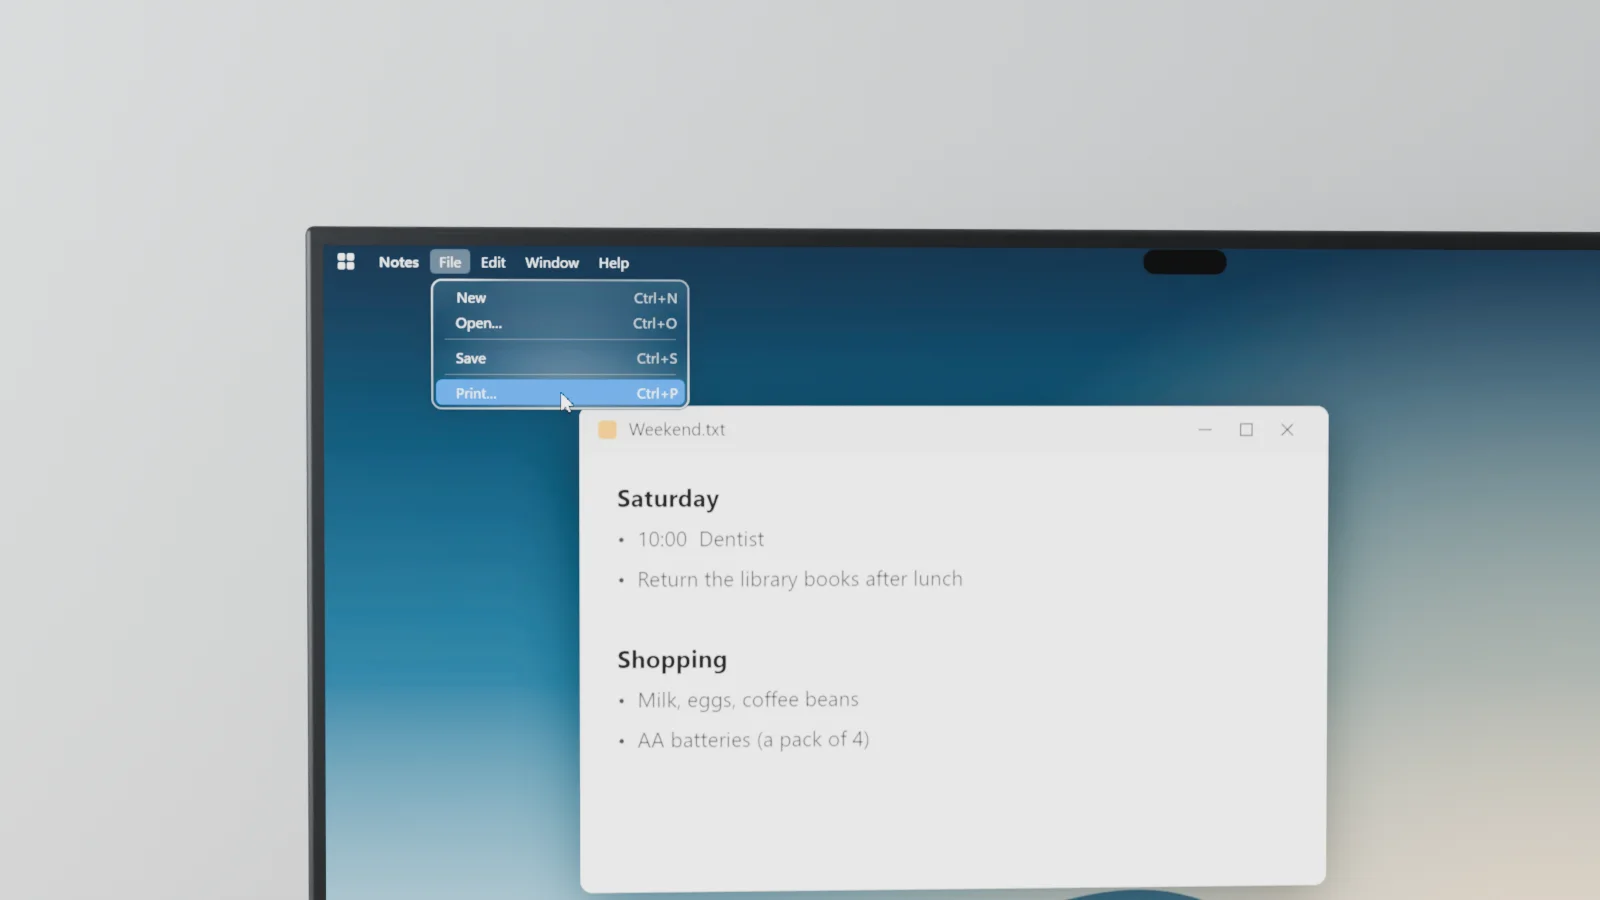 Notes File Edit Window Help
New Ctrl+N
Open... Ctrl+O
Save Ctrl+S
Print... Ctrl+P
Weekend.txt
Saturday
• 10:00 Dentist
• Return the library books after lunch
Shopping
• Milk, eggs, coffee beans
• AA batteries (a pack of 4)